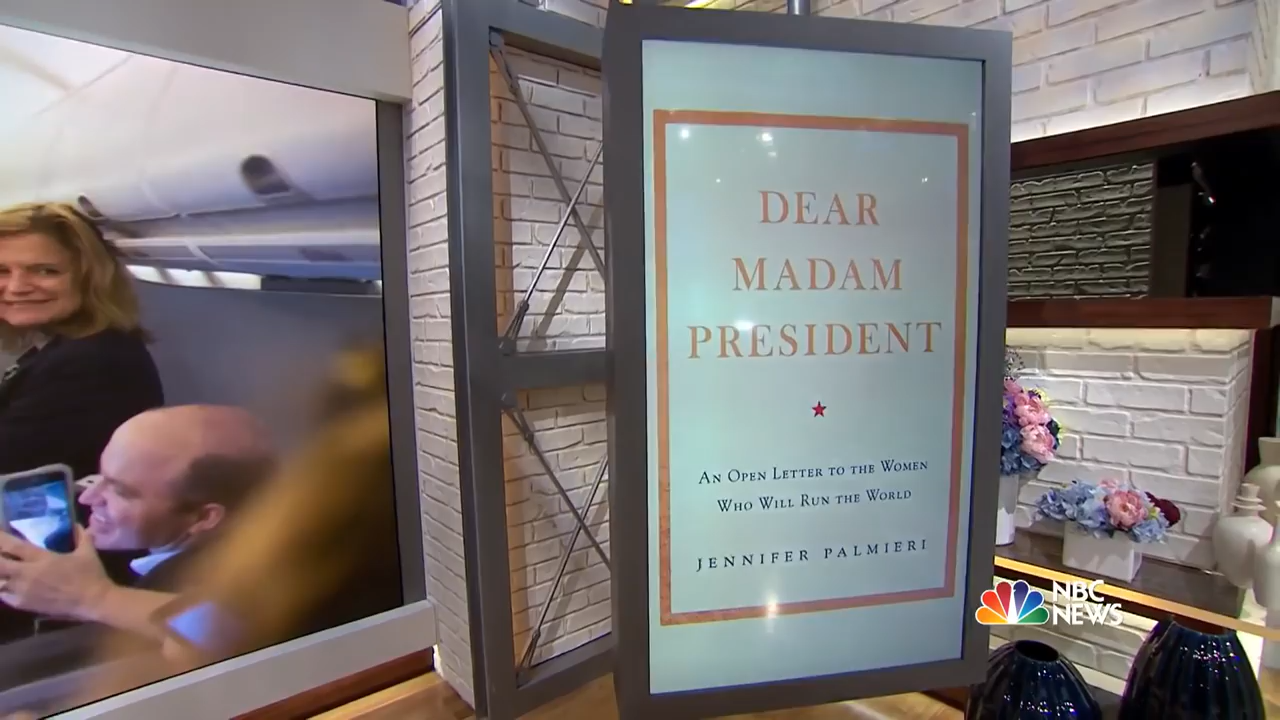 DEAR
MADAM
PRESIDENT
AN OPEN LETTER TO THE WOMEN
WHO WILL RUN THE WORLD
JENNIFER PALMIERI
NBC
NEWS